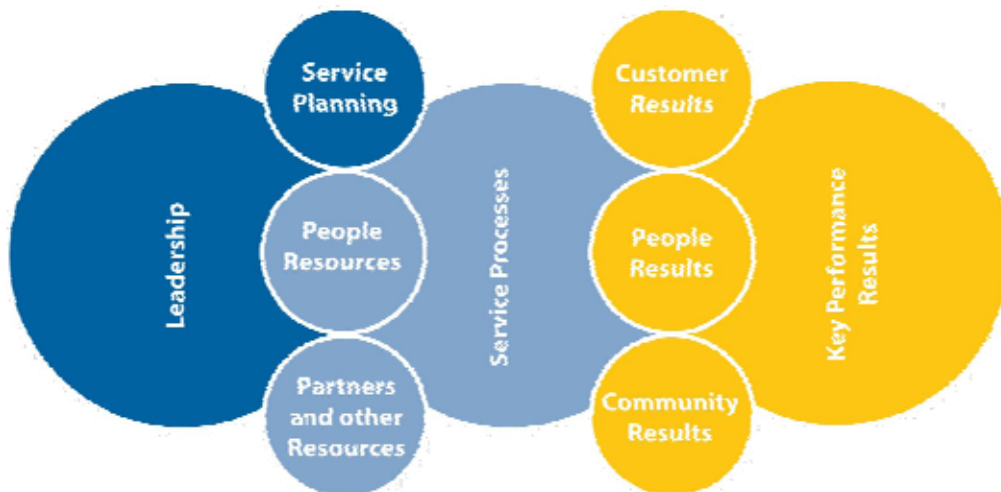 Leadership
Service
Planning
People
Resources
Partners
and other
Resources
Service Processes
Customer
Results
People
Results
Community
Results
Key Performance
Results